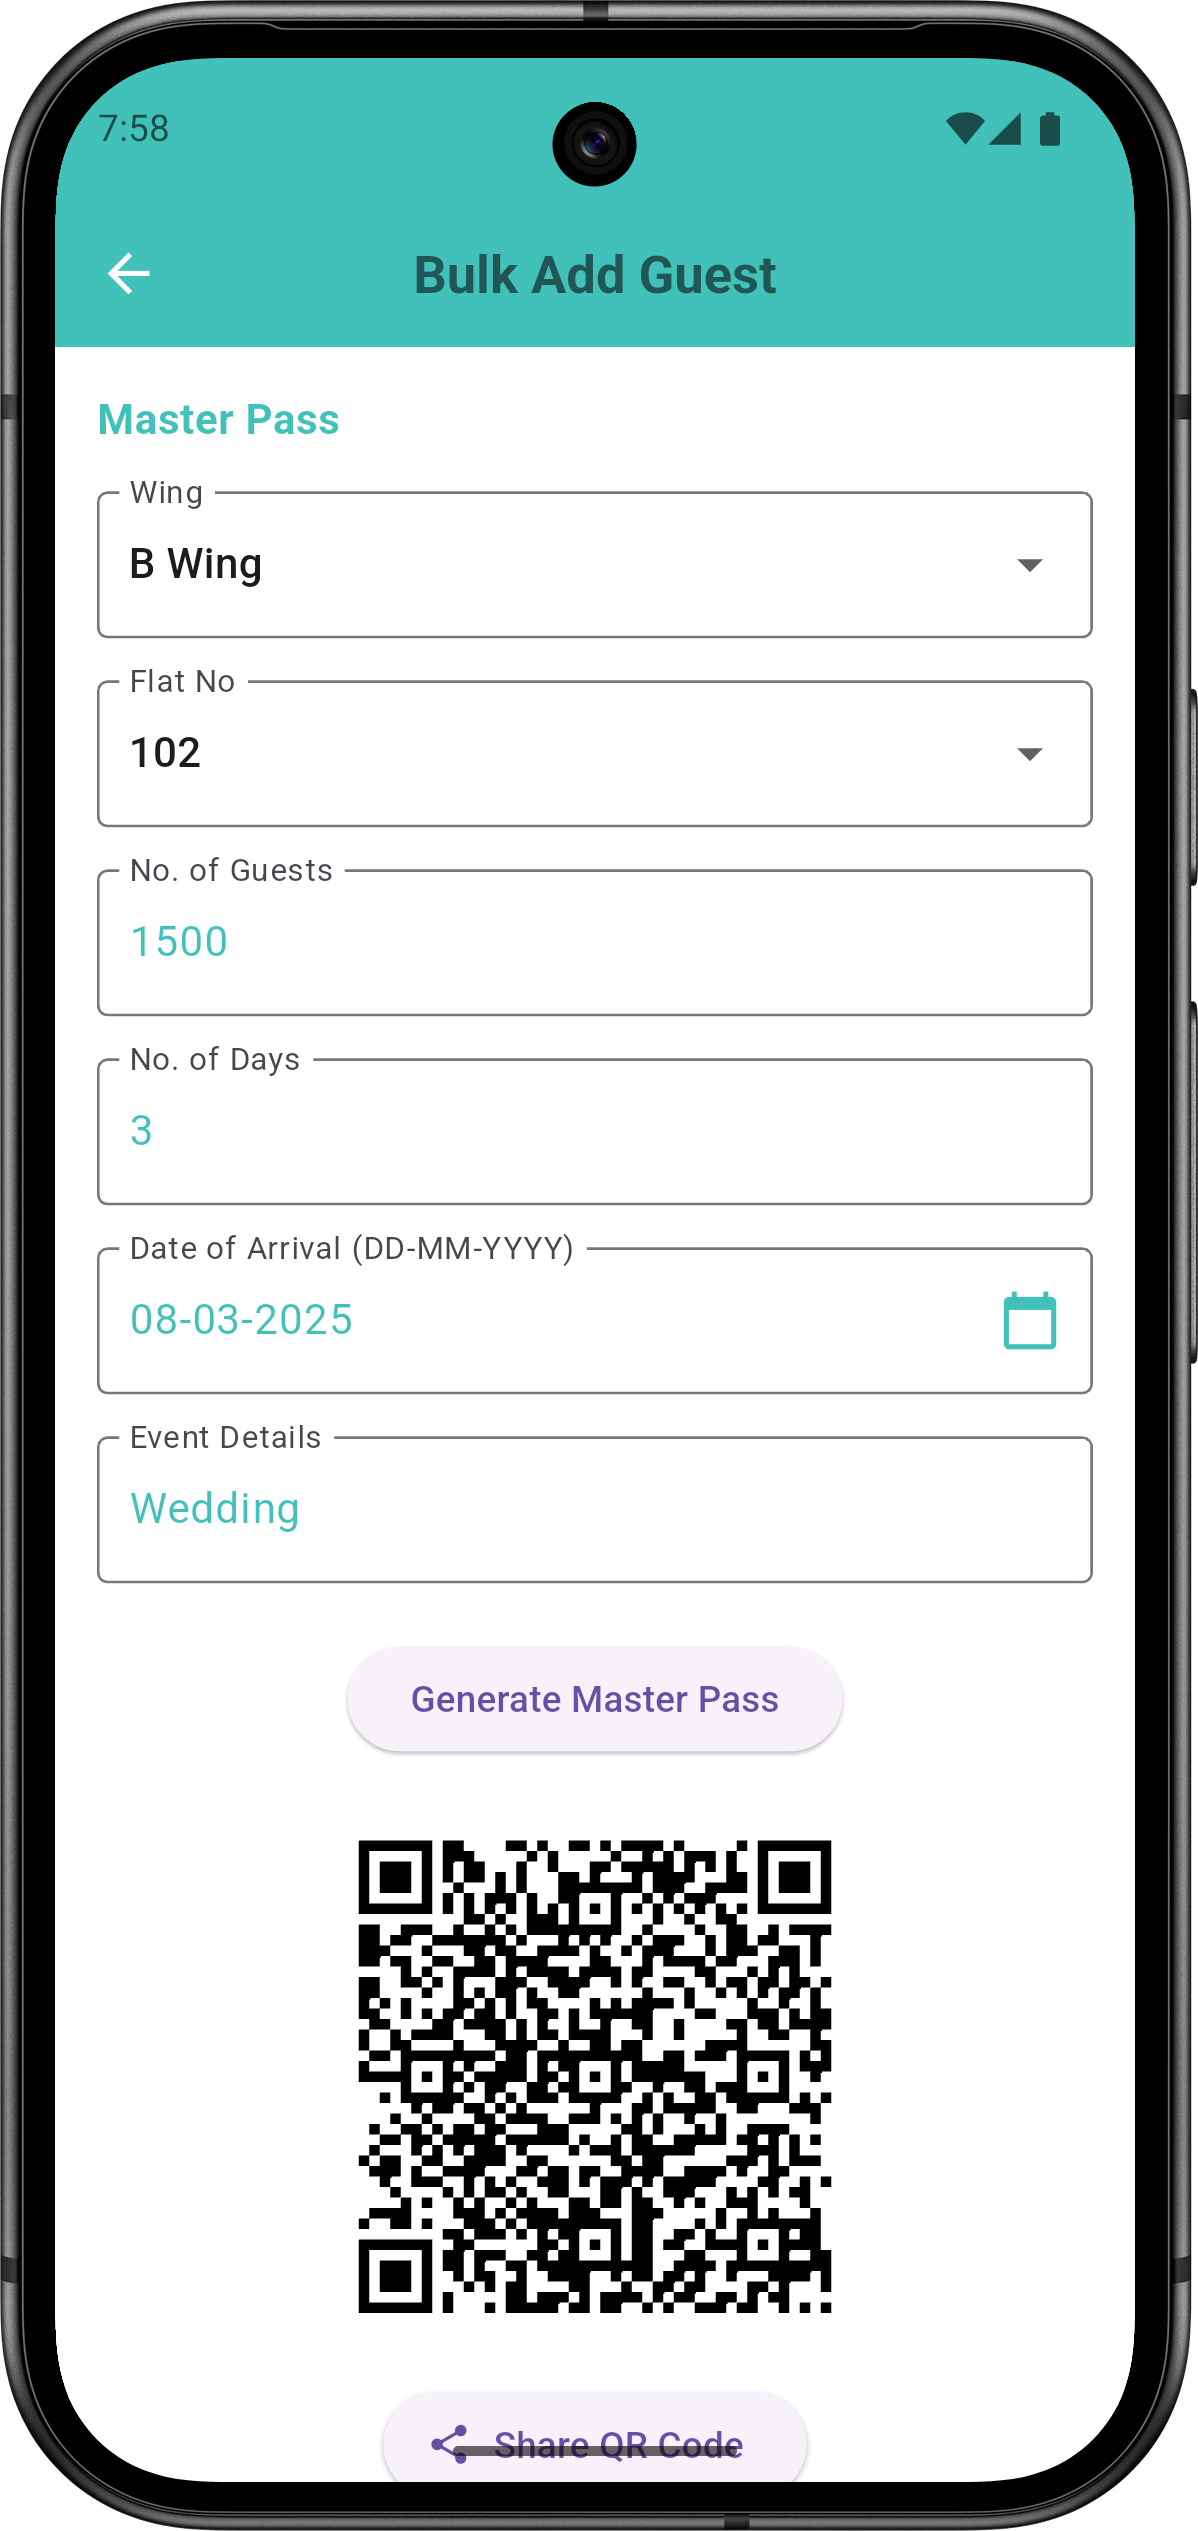 7:58
Bulk Add Guest
Master Pass
Wing
B Wing
Flat No
102
No. of Guests
1500
No. of Days
3
Date of Arrival (DD-MM-YYYY)
08-03-2025
Event Details
Wedding
Generate Master Pass
Share QR Code